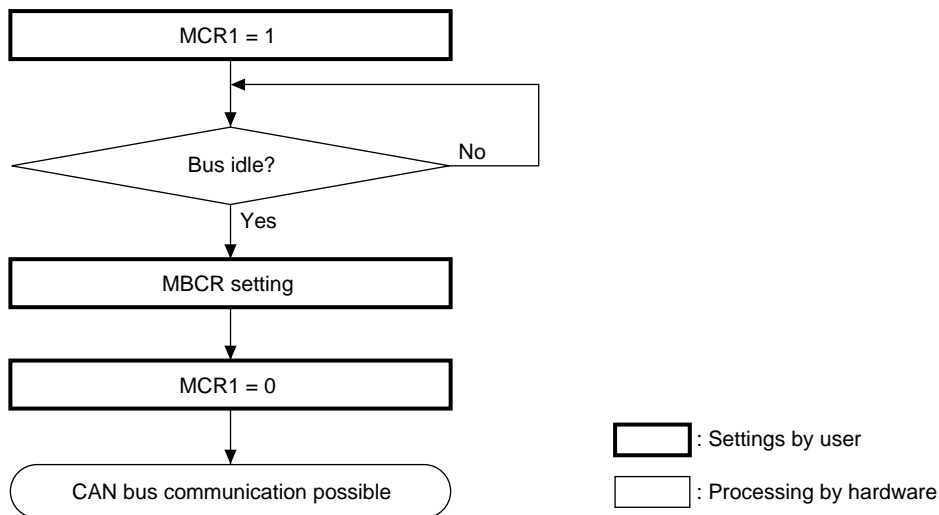 MCR1 = 1
Bus idle?
No
Yes
MBCR setting
MCR1 = 0
CAN bus communication possible
: Settings by user
: Processing by hardware